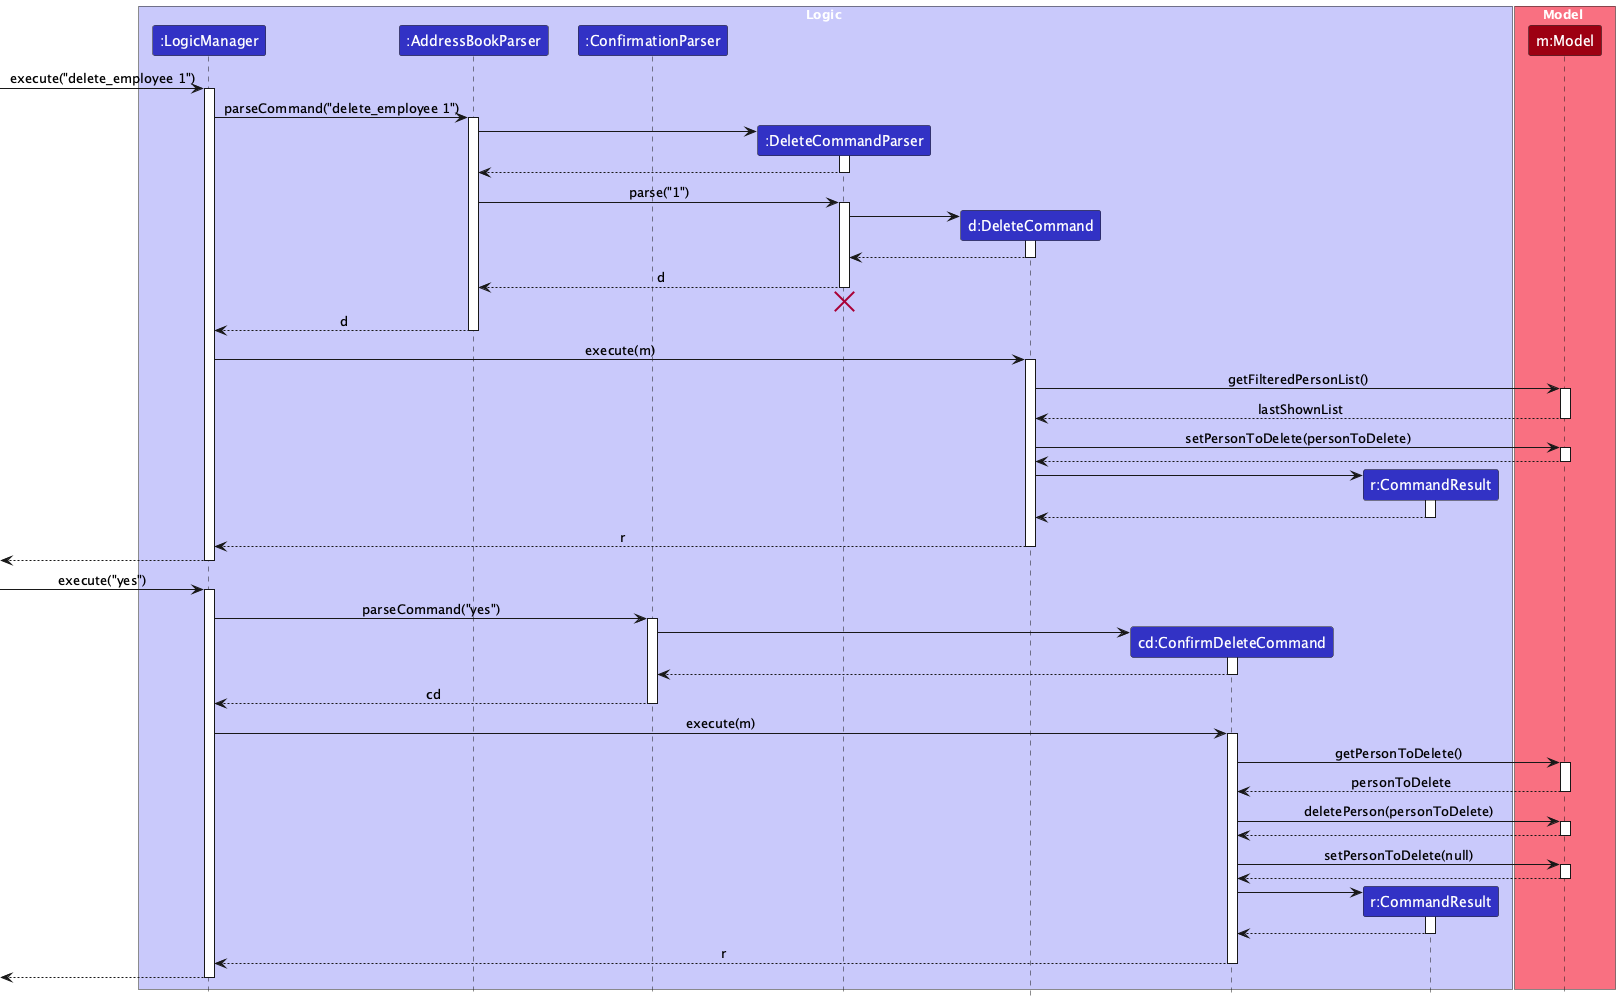 Logic
Model
:LogicManager
:AddressBookParser
:ConfirmationParser
m:Model
execute("delete_employee 1")
parseCommand("delete_employee 1")
:DeleteCommandParser
parse("1")
d:DeleteCommand
d
d
execute(m)
getFilteredPersonList()
lastShownList
setPersonToDelete(personToDelete)
r:CommandResult
r
execute("yes")
parseCommand("yes")
cd:ConfirmDeleteCommand
cd
execute(m)
getPersonToDelete()
personToDelete
deletePerson(personToDelete)
setPersonToDelete(null)
r:CommandResult
r